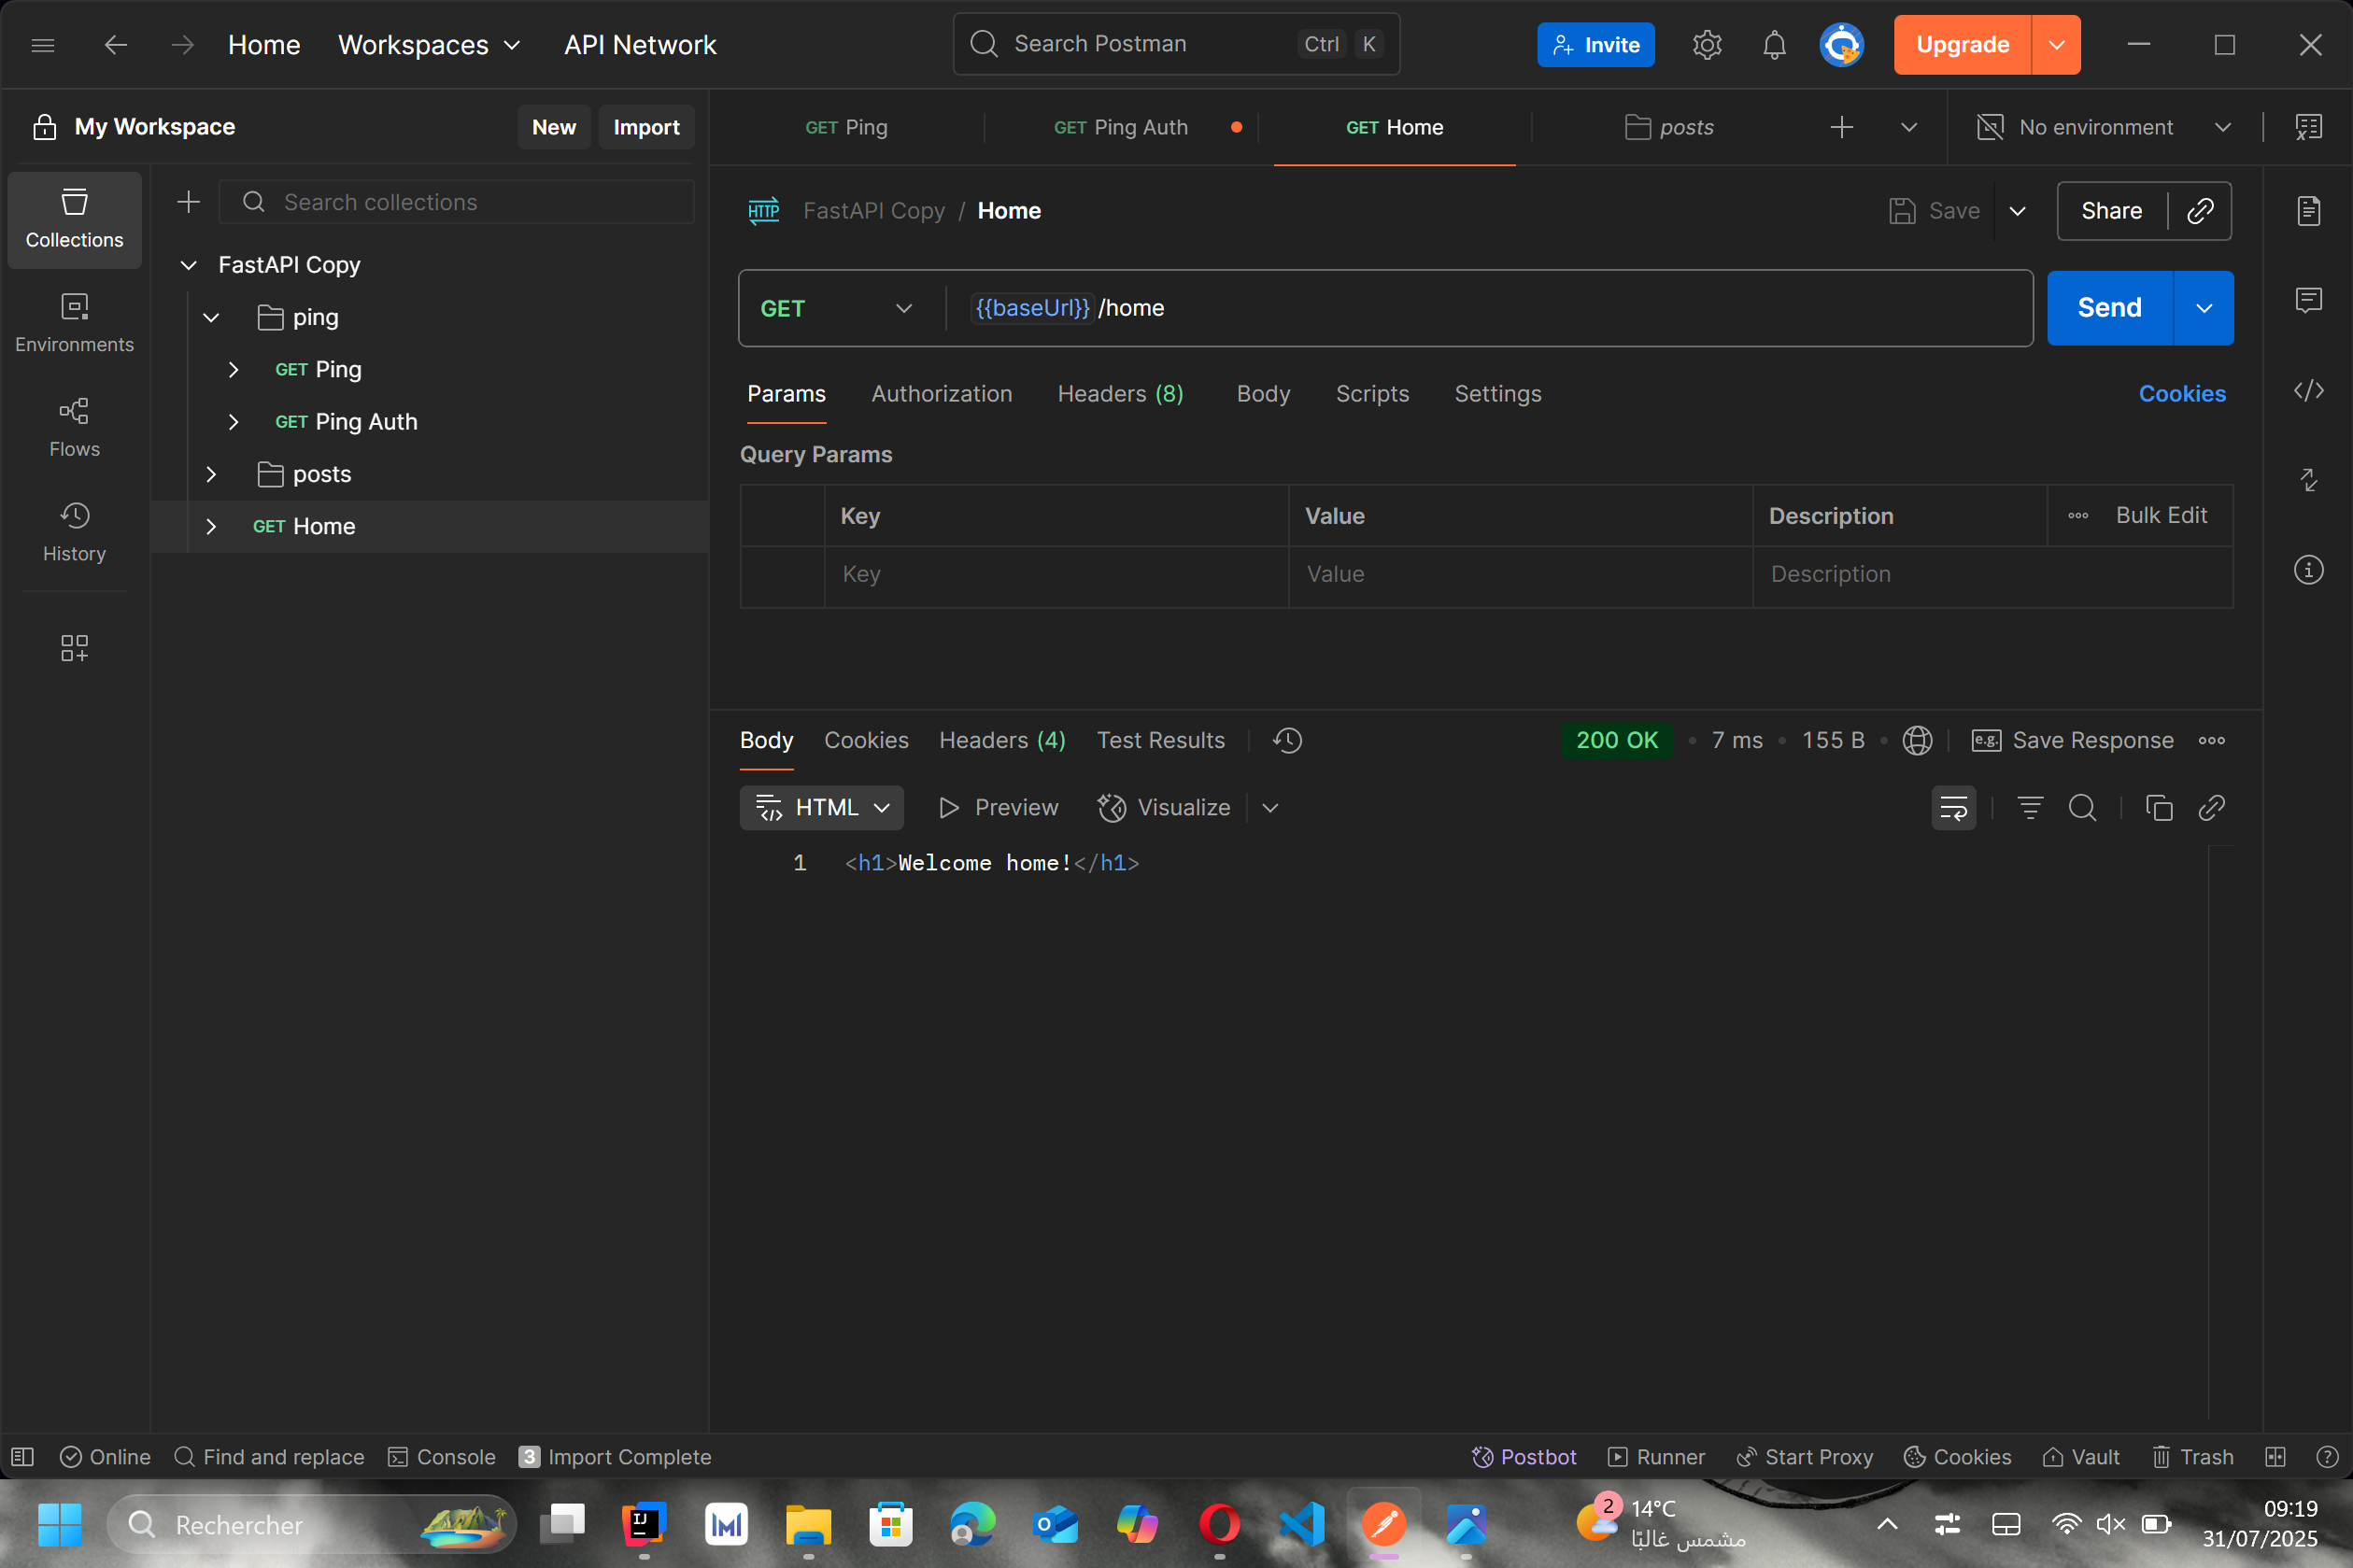 Home Workspaces API Network Search Postman Ctrl K Invite Upgrade
My Workspace New Import GET Ping GET Ping Auth GET Home posts No environment
Collections
Environments
Flows
History
Search collections
FastAPI Copy
ping
GET Ping
GET Ping Auth
posts
GET Home
HTTP FastAPI Copy / Home Save Share
GET {{baseUrl}} /home Send
Params Authorization Headers (8) Body Scripts Settings Cookies
Query Params
Key Value Description Bulk Edit
Key Value Description
Body Cookies Headers (4) Test Results 200 OK 7 ms 155 B e.g. Save Response
HTML Preview Visualize
1 <h1>Welcome home!</h1>
Online Find and replace Console 3 Import Complete Postbot Runner Start Proxy Cookies Vault Trash
Rechercher IJ 2 14°C 09:19
مشمس غالبًا 31/07/2025